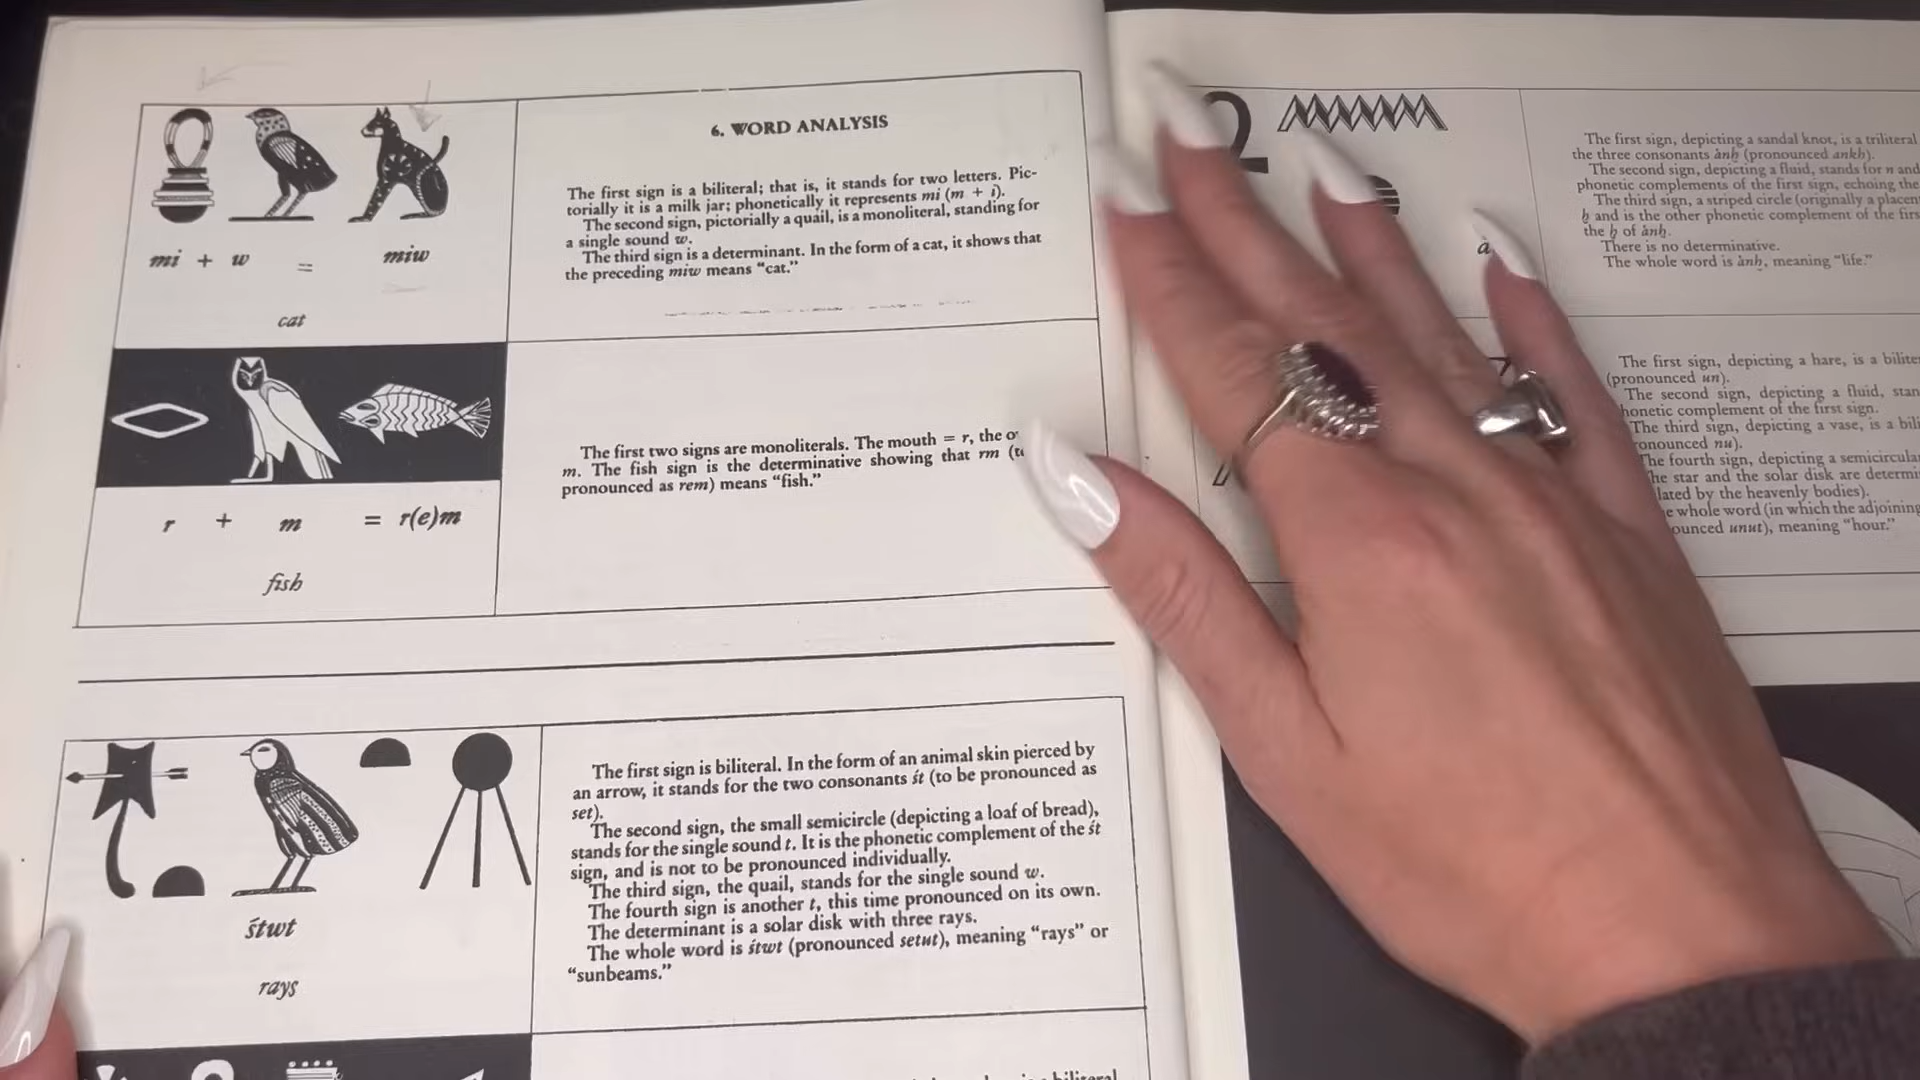 6. WORD ANALYSIS
The first sign is a biliteral; that is, it stands for two letters. Pic-
torially it is a milk jar; phonetically it represents mi (m + i).
The second sign, pictorially a quail, is a monoliteral, standing for
a single sound w.
The third sign is a determinant. In the form of a cat, it shows that
the preceding miw means “cat.”
mi + w = miw
cat
The first two signs are monoliterals. The mouth = r, the
m. The fish sign is the determinative showing that rm
pronounced as rem) means “fish.”
r + m = r(e)m
fish
The first sign is biliteral. In the form of an animal skin pierced by
an arrow, it stands for the two consonants śt (to be pronounced as
set).
The second sign, the small semicircle (depicting a loaf of bread),
stands for the single sound t. It is the phonetic complement of the śt
sign, and is not to be pronounced individually.
The third sign, the quail, stands for the single sound w.
The fourth sign is another t, this time pronounced on its own.
The determinant is a solar disk with three rays.
The whole word is śtwt (pronounced setut), meaning “rays” or
“sunbeams.”
śtwt
rays
biliteral
The first sign, depicting a sandal knot, is a triliteral
the three consonants ànḫ (pronounced ankh).
The second sign, depicting a fluid, stands for n and
phonetic complements of the first sign, echoing the
The third sign, a striped circle (originally a
ḫ and is the other phonetic complement of the
the ḫ of ànḫ.
There is no determinative.
The whole word is ànḫ, meaning “life.”
The first sign, depicting a hare, is a
(pronounced un).
The second sign, depicting a fluid,
complement of the first sign.
The third sign, depicting a vase, is a
nu).
The fourth sign, depicting a
The star and the solar disk are
by the heavenly bodies).
whole word (in which the adjoining
unut), meaning “hour.”